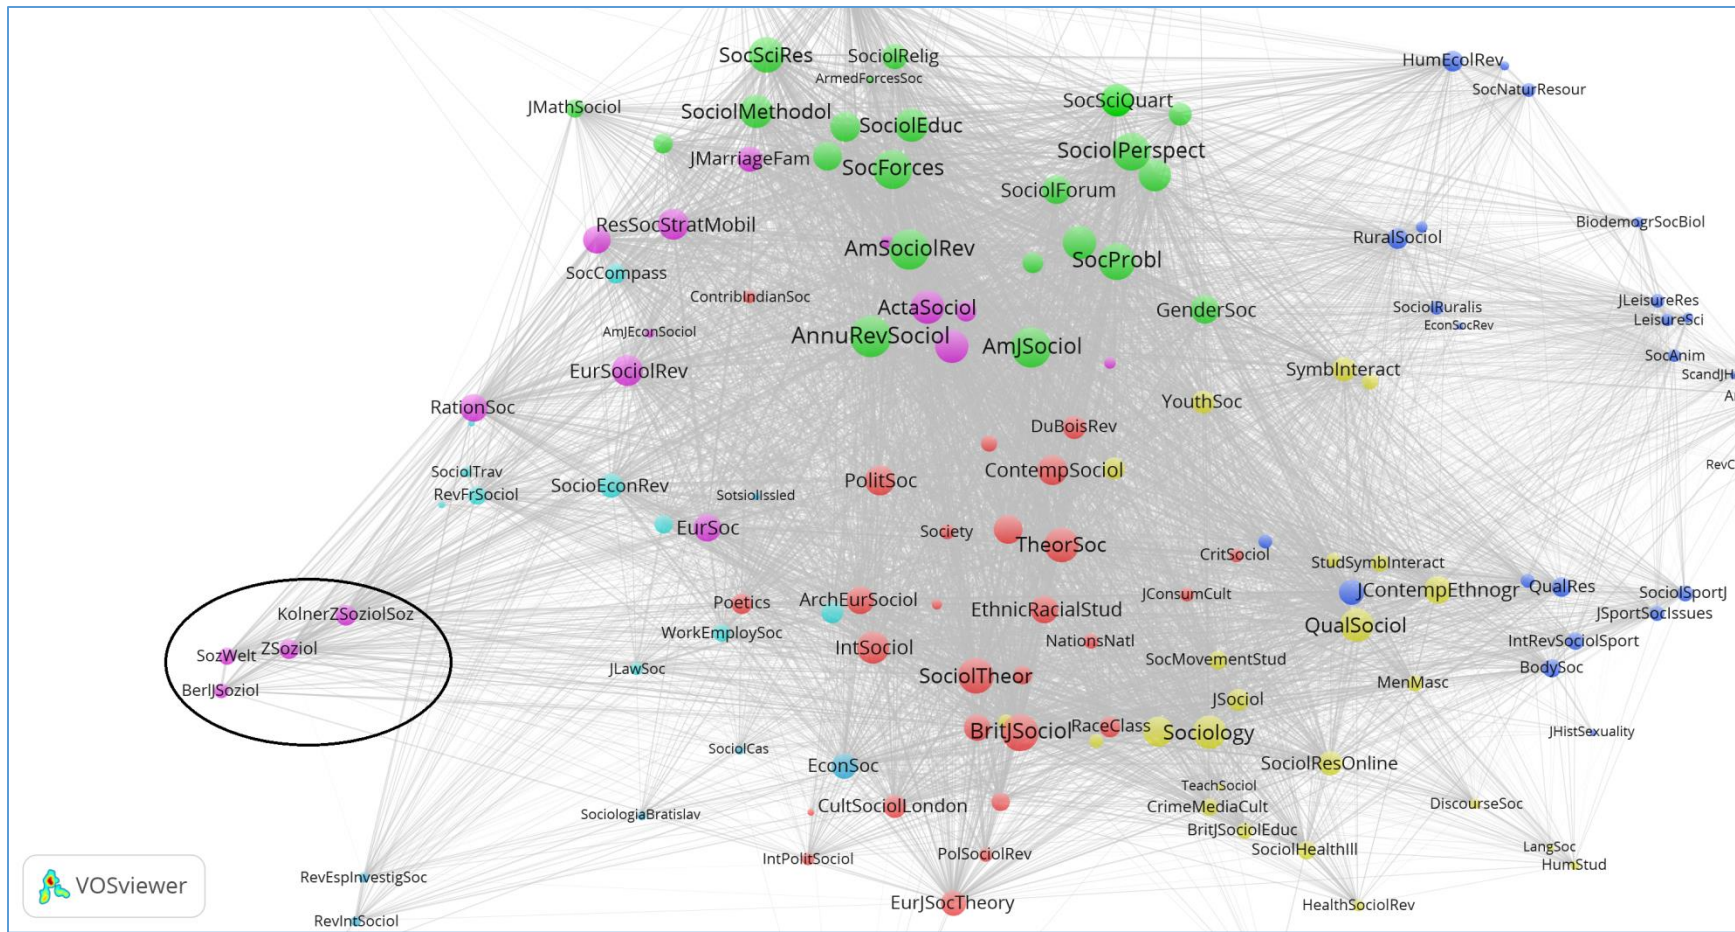 SocSciRes
SociolRelig
HumEcolRev
ArmedForcesSoc
SocNaturResour
JMathSociol
SociolMethodol
SociolEduc
SocSciQuart
JMarriageFam
SocForces
SociolPerspect
SociolForum
ResSocStratMobil
BiodemogrSocBiol
AmSociolRev
RuralSociol
SocCompass
SocProbl
ContribIndianSoc
ActaSociol
GenderSoc
SociolRuralis
JLeisureRes
AmJEconSociol
AnnuRevSociol
AmJSociol
EconSocRev
LeisureSci
EurSociolRev
SymbInteract
SocAnim
ScandJH
RationSoc
YouthSoc
DuBoisRev
SociolTrav
ContempSociol
RevC
RevFrSociol
SocioEconRev
PolitSoc
SotsiolIssled
EurSoc
Society
TheorSoc
CritSociol
StudSymbInteract
KolnerZSoziolSoz
Poetics
ArchEurSociol
EthnicRacialStud
JConsumCult
JContempEthnogr
QualRes
SociolSportJ
JSportSocIssues
SozWelt
ZSoziol
WorkEmploySoc
IntSociol
NationsNatl
QualSociol
IntRevSociolSport
BerlJSoziol
JLawSoc
SociolTheor
SocMovementStud
BodySoc
JSociol
MenMasc
BritJSociol
RaceClass
Sociology
JHistSexuality
SociolCas
EconSoc
SociolResOnline
TeachSociol
SociologiaBratislav
CultSociolLondon
CrimeMediaCult
DiscourseSoc
BritJSociolEduc
IntPolitSociol
PolSociolRev
SociolHealthIll
LangSoc
HumStud
RevEspInvestigSoc
EurJSocTheory
HealthSociolRev
RevIntSociol
VOSviewer